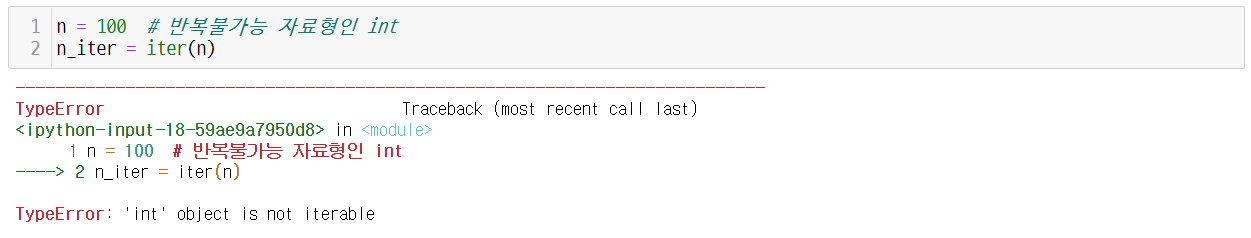 1 n = 100  # 반복불가능 자료형인 int
2 n_iter = iter(n)
---------------------------------------------------------------------------
TypeError                                 Traceback (most recent call last)
<ipython-input-18-59ae9a7950d8> in <module>
      1 n = 100  # 반복불가능 자료형인 int
----> 2 n_iter = iter(n)
TypeError: 'int' object is not iterable